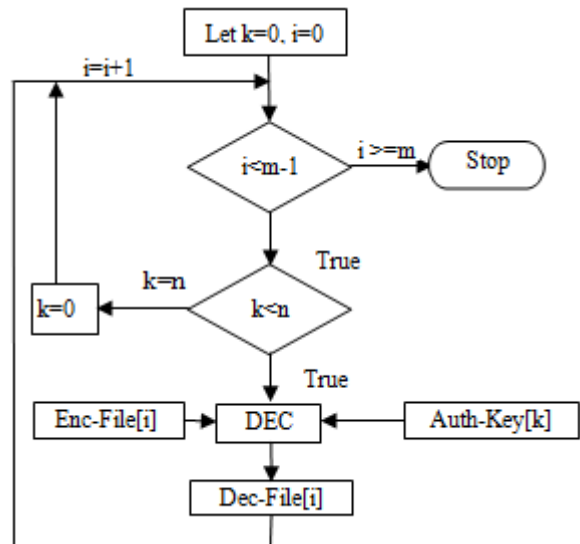 Let k=0, i=0
i=i+1
i<m-1
i >=m
Stop
True
k=n
k=0
k<n
True
Enc-File[i]
DEC
Auth-Key[k]
Dec-File[i]